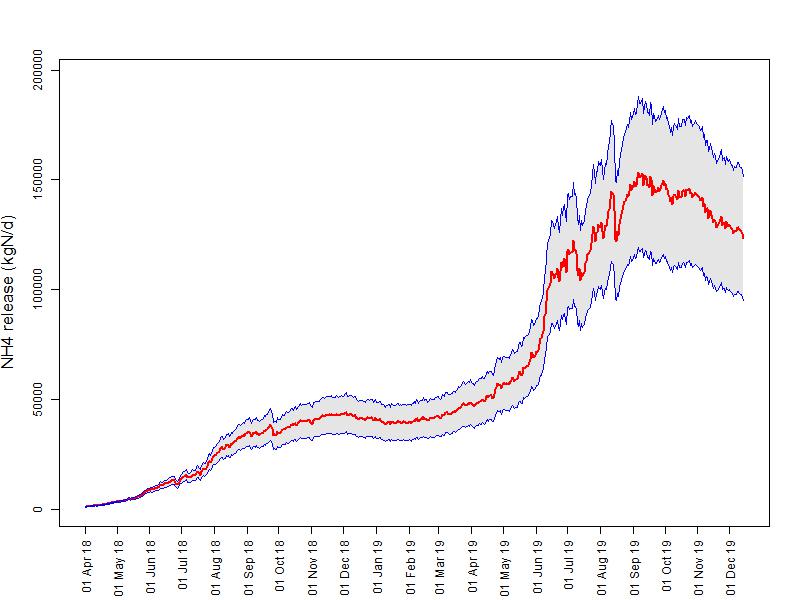 NH4 release (kgN/d)
200000
150000
100000
50000
0
01 Apr 18
01 May 18
01 Jun 18
01 Jul 18
01 Aug 18
01 Sep 18
01 Oct 18
01 Nov 18
01 Dec 18
01 Jan 19
01 Feb 19
01 Mar 19
01 Apr 19
01 May 19
01 Jun 19
01 Jul 19
01 Aug 19
01 Sep 19
01 Oct 19
01 Nov 19
01 Dec 19